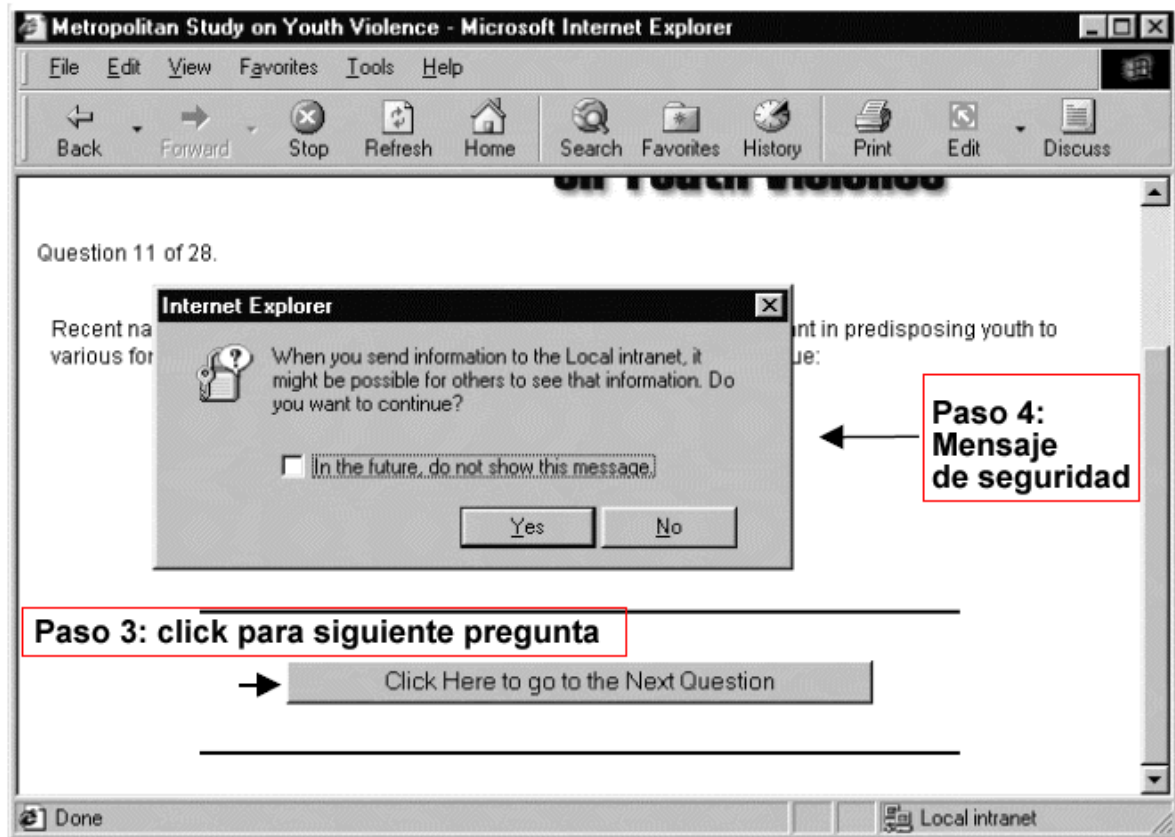 Metropolitan Study on Youth Violence - Microsoft Internet Explorer
File Edit View Favorites Tools Help
Back Forward Stop Refresh Home Search Favorites History Print Edit Discuss
on Youth Violence
Question 11 of 28.
Internet Explorer
Recent na
ant in predisposing youth to
various for
ue:
When you send information to the Local intranet, it
might be possible for others to see that information. Do
you want to continue?
In the future, do not show this message.
Yes No
Paso 4:
Mensaje
de seguridad
Paso 3: click para siguiente pregunta
Click Here to go to the Next Question
Done Local intranet